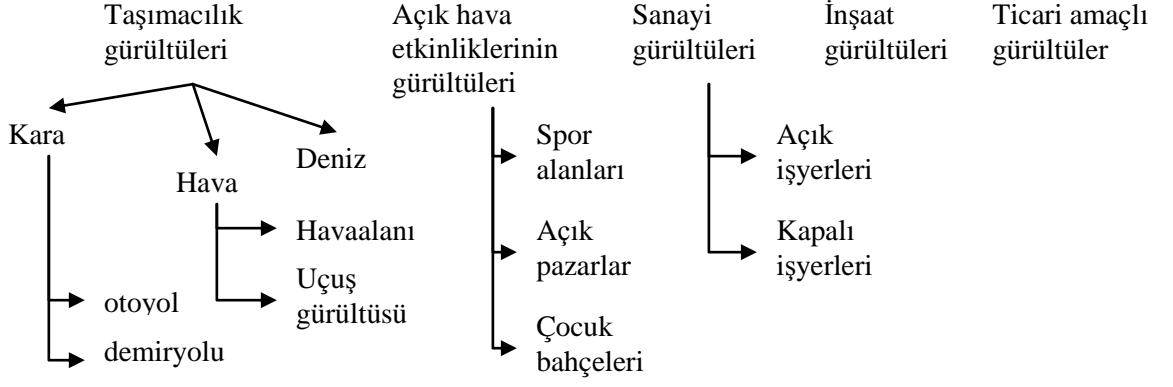 Taşımacılık
gürültüleri
Açık hava
etkinliklerinin
gürültüleri
Sanayi
gürültüleri
İnşaat
gürültüleri
Ticari amaçlı
gürültüler
Kara
Hava
Deniz
otoyol
demiryolu
Havaalanı
Uçuş
gürültüsü
Spor
alanları
Açık
pazarlar
Çocuk
bahçeleri
Açık
işyerleri
Kapalı
işyerleri